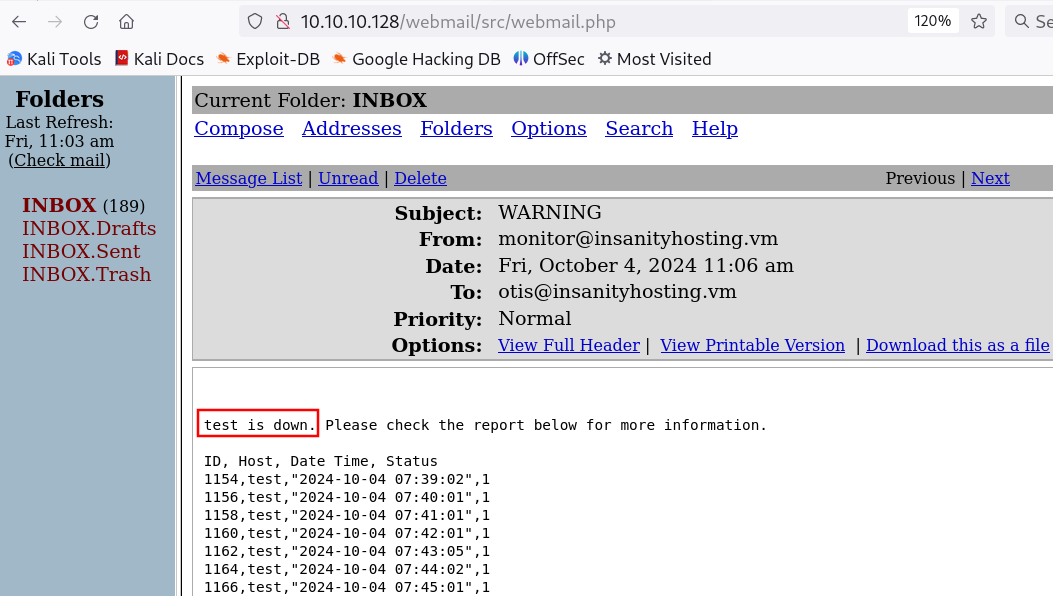 10.10.10.128/webmail/src/webmail.php
120%
Se
Kali Tools Kali Docs Exploit-DB Google Hacking DB OffSec Most Visited
Folders
Last Refresh:
Fri, 11:03 am
(Check mail)
INBOX (189)
INBOX.Drafts
INBOX.Sent
INBOX.Trash
Current Folder: INBOX
Compose Addresses Folders Options Search Help
Message List | Unread | Delete
Previous | Next
Subject: WARNING
From: monitor@insanityhosting.vm
Date: Fri, October 4, 2024 11:06 am
To: otis@insanityhosting.vm
Priority: Normal
Options: View Full Header | View Printable Version | Download this as a file
test is down. Please check the report below for more information.
ID, Host, Date Time, Status
1154,test,"2024-10-04 07:39:02",1
1156,test,"2024-10-04 07:40:01",1
1158,test,"2024-10-04 07:41:01",1
1160,test,"2024-10-04 07:42:01",1
1162,test,"2024-10-04 07:43:05",1
1164,test,"2024-10-04 07:44:02",1
1166,test,"2024-10-04 07:45:01",1